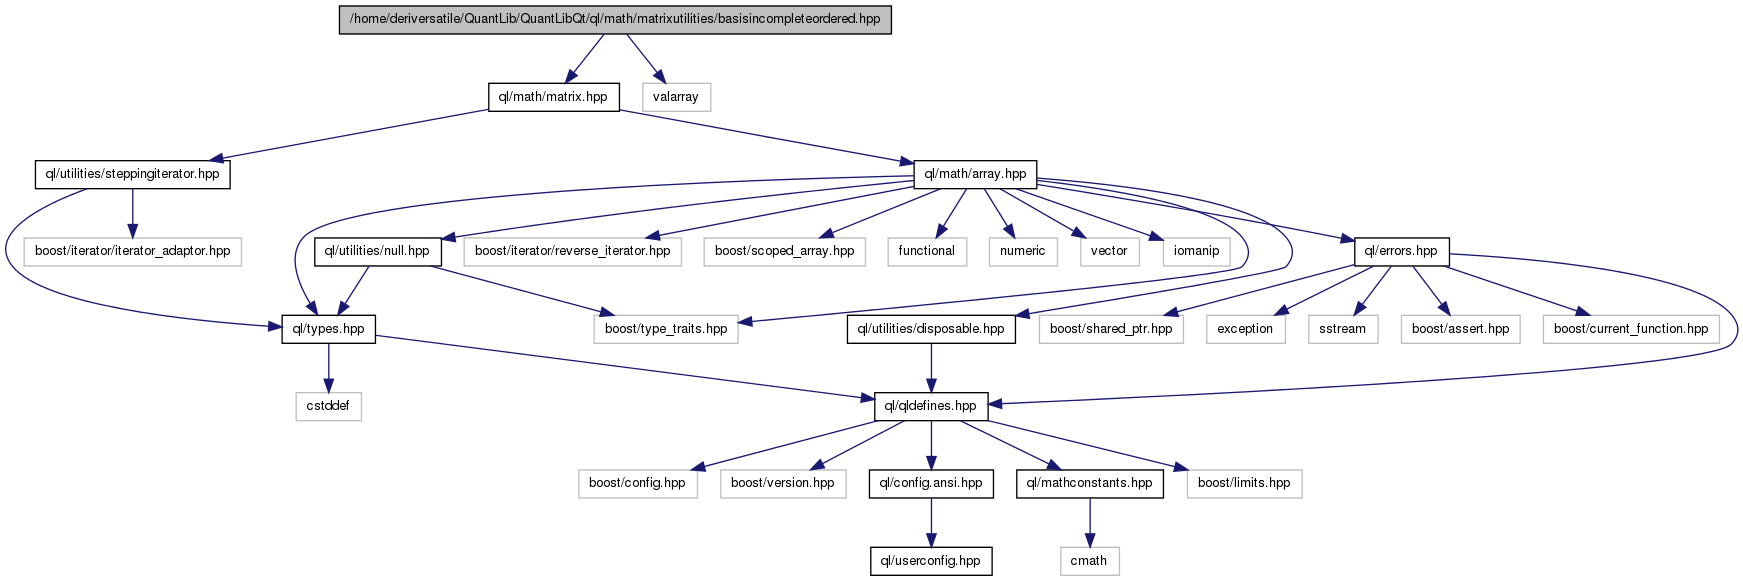 /home/deriversatile/QuantLib/QuantLibQt/ql/math/matrixutilities/basisincompleteordered.hpp
ql/math/matrix.hpp
valarray
ql/utilities/steppingiterator.hpp
ql/math/array.hpp
boost/iterator/iterator_adaptor.hpp
ql/utilities/null.hpp
boost/iterator/reverse_iterator.hpp
boost/scoped_array.hpp
functional
numeric
vector
iomanip
ql/errors.hpp
ql/types.hpp
boost/type_traits.hpp
ql/utilities/disposable.hpp
boost/shared_ptr.hpp
exception
sstream
boost/assert.hpp
boost/current_function.hpp
cstddef
ql/qldefines.hpp
boost/config.hpp
boost/version.hpp
ql/config.ansi.hpp
ql/mathconstants.hpp
boost/limits.hpp
ql/userconfig.hpp
cmath